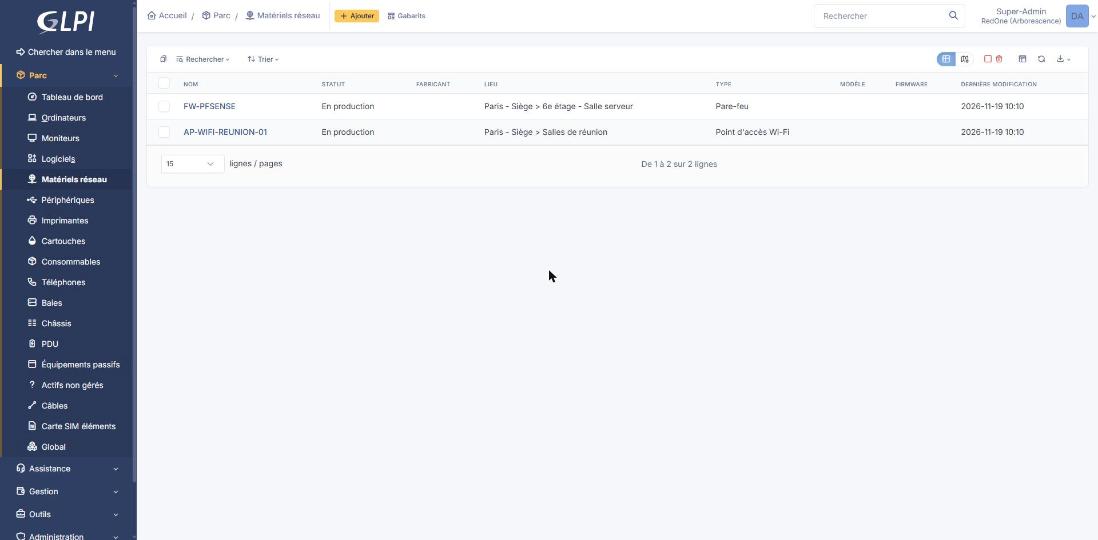 GLPI
Accueil / Parc / Matériels réseau
+ Ajouter
Gabarits
Rechercher
Super-Admin
RedOne (Arborescence)
DA
Chercher dans le menu
Parc
Tableau de bord
Ordinateurs
Moniteurs
Logiciels
Matériels réseau
Périphériques
Imprimantes
Cartouches
Consommables
Téléphones
Baies
Châssis
PDU
Équipements passifs
Actifs non gérés
Câbles
Carte SIM éléments
Global
Assistance
Gestion
Outils
Administration
Rechercher
Trier
NOM STATUT FABRICANT LIEU TYPE MODÈLE FIRMWARE DERNIÈRE MODIFICATION
FW-PFSENSE En production Paris - Siège > 6e étage - Salle serveur Pare-feu 2026-11-19 10:10
AP-WIFI-REUNION-01 En production Paris - Siège > Salles de réunion Point d'accès Wi-Fi 2026-11-19 10:10
15 lignes / pages De 1 à 2 sur 2 lignes